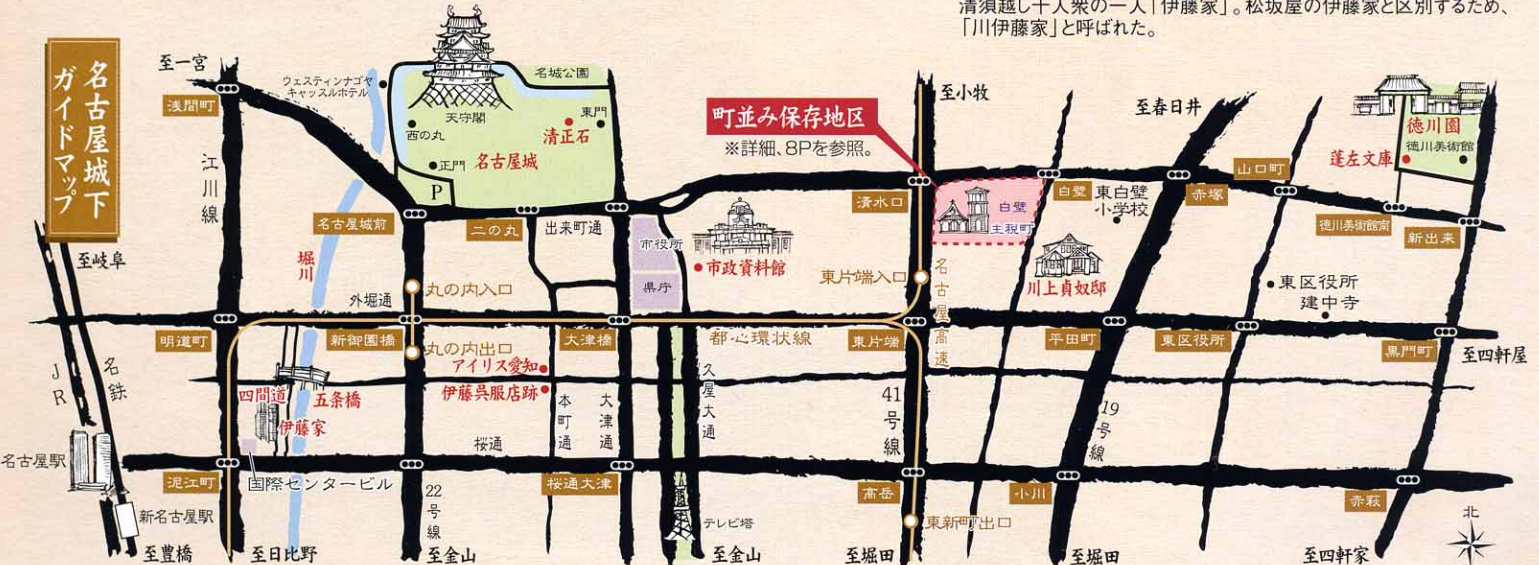 清須越し十人衆の一人「伊藤家」。松坂屋の伊藤家と区別するため、
「川伊藤家」と呼ばれた。
名古屋城下
ガイドマップ
至一宮
浅間町
ウェスティンナゴヤ
キャッスルホテル
名城公園
天守閣
東門
西の丸
清正石
正門
名古屋城
P
江川線
名古屋城前
二の丸
出来町通
堀川
町並み保存地区
※詳細、8Pを参照。
至小牧
至春日井
清水口
白壁
白壁
主税町
東白壁
小学校
赤塚
山口町
徳川園
徳川美術館
蓬左文庫
徳川美術館南
新出来
市役所
県庁
市政資料館
東片端入口
名古屋高速
川上貞奴邸
東区役所
建中寺
至岐阜
外堀通
丸の内入口
明道町
新御園橋
丸の内出口
大津橋
都心環状線
東片端
平田町
東区役所
黒門町
至四軒屋
JR
名鉄
アイリス愛知
伊藤呉服店跡
四間道
五条橋
伊藤家
本町通
大津通
久屋大通
41号線
19号線
桜通
名古屋駅
泥江町
国際センタービル
22号線
桜通大津
高岳
小川
赤萩
新名古屋駅
テレビ塔
東新町出口
北
至豊橋
至日比野
至金山
至金山
至堀田
至堀田
至四軒家